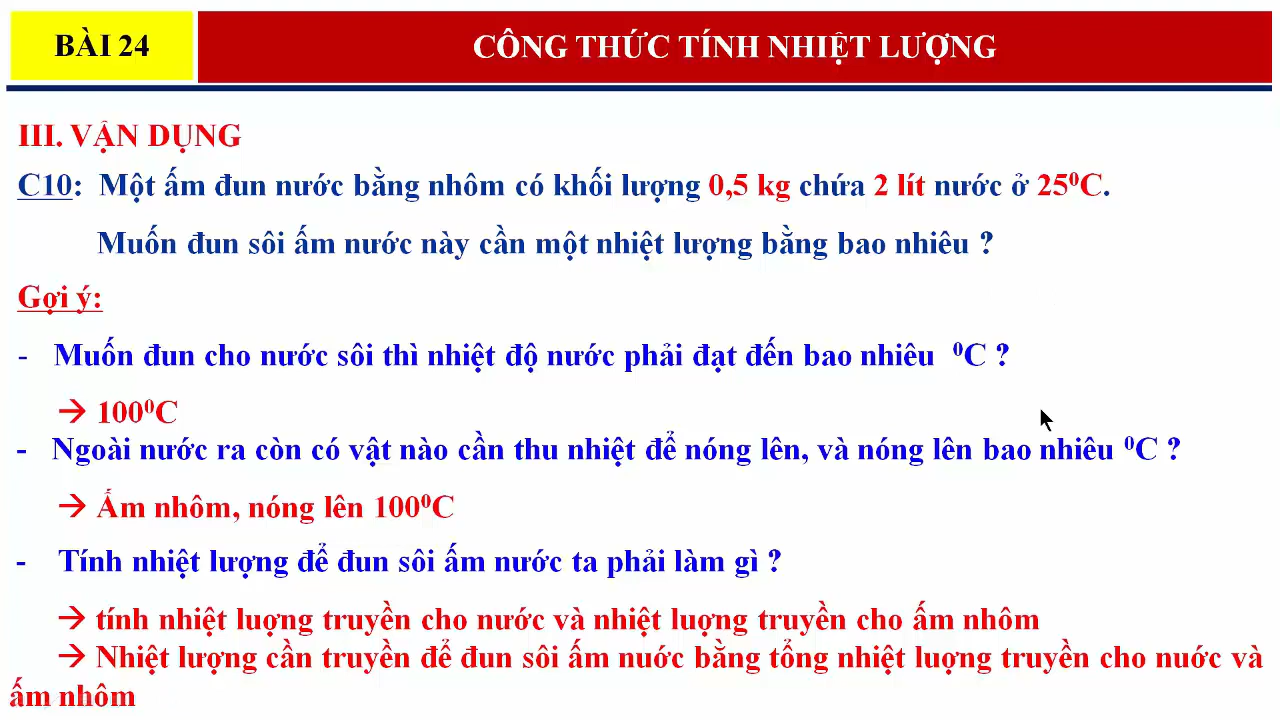 BÀI 24
CÔNG THỨC TÍNH NHIỆT LƯỢNG
III. VẬN DỤNG
C10: Một ấm đun nước bằng nhôm có khối lượng 0,5 kg chứa 2 lít nước ở 25⁰C.
Muốn đun sôi ấm nước này cần một nhiệt lượng bằng bao nhiêu ?
Gợi ý:
- Muốn đun cho nước sôi thì nhiệt độ nước phải đạt đến bao nhiêu ⁰C ?
→ 100⁰C
- Ngoài nước ra còn có vật nào cần thu nhiệt để nóng lên, và nóng lên bao nhiêu ⁰C ?
→ Ấm nhôm, nóng lên 100⁰C
- Tính nhiệt lượng để đun sôi ấm nước ta phải làm gì ?
→ tính nhiệt luợng truyền cho nước và nhiệt luợng truyền cho ấm nhôm
→ Nhiệt lượng cần truyền để đun sôi ấm nuớc bằng tổng nhiệt luợng truyền cho nuớc và
ấm nhôm